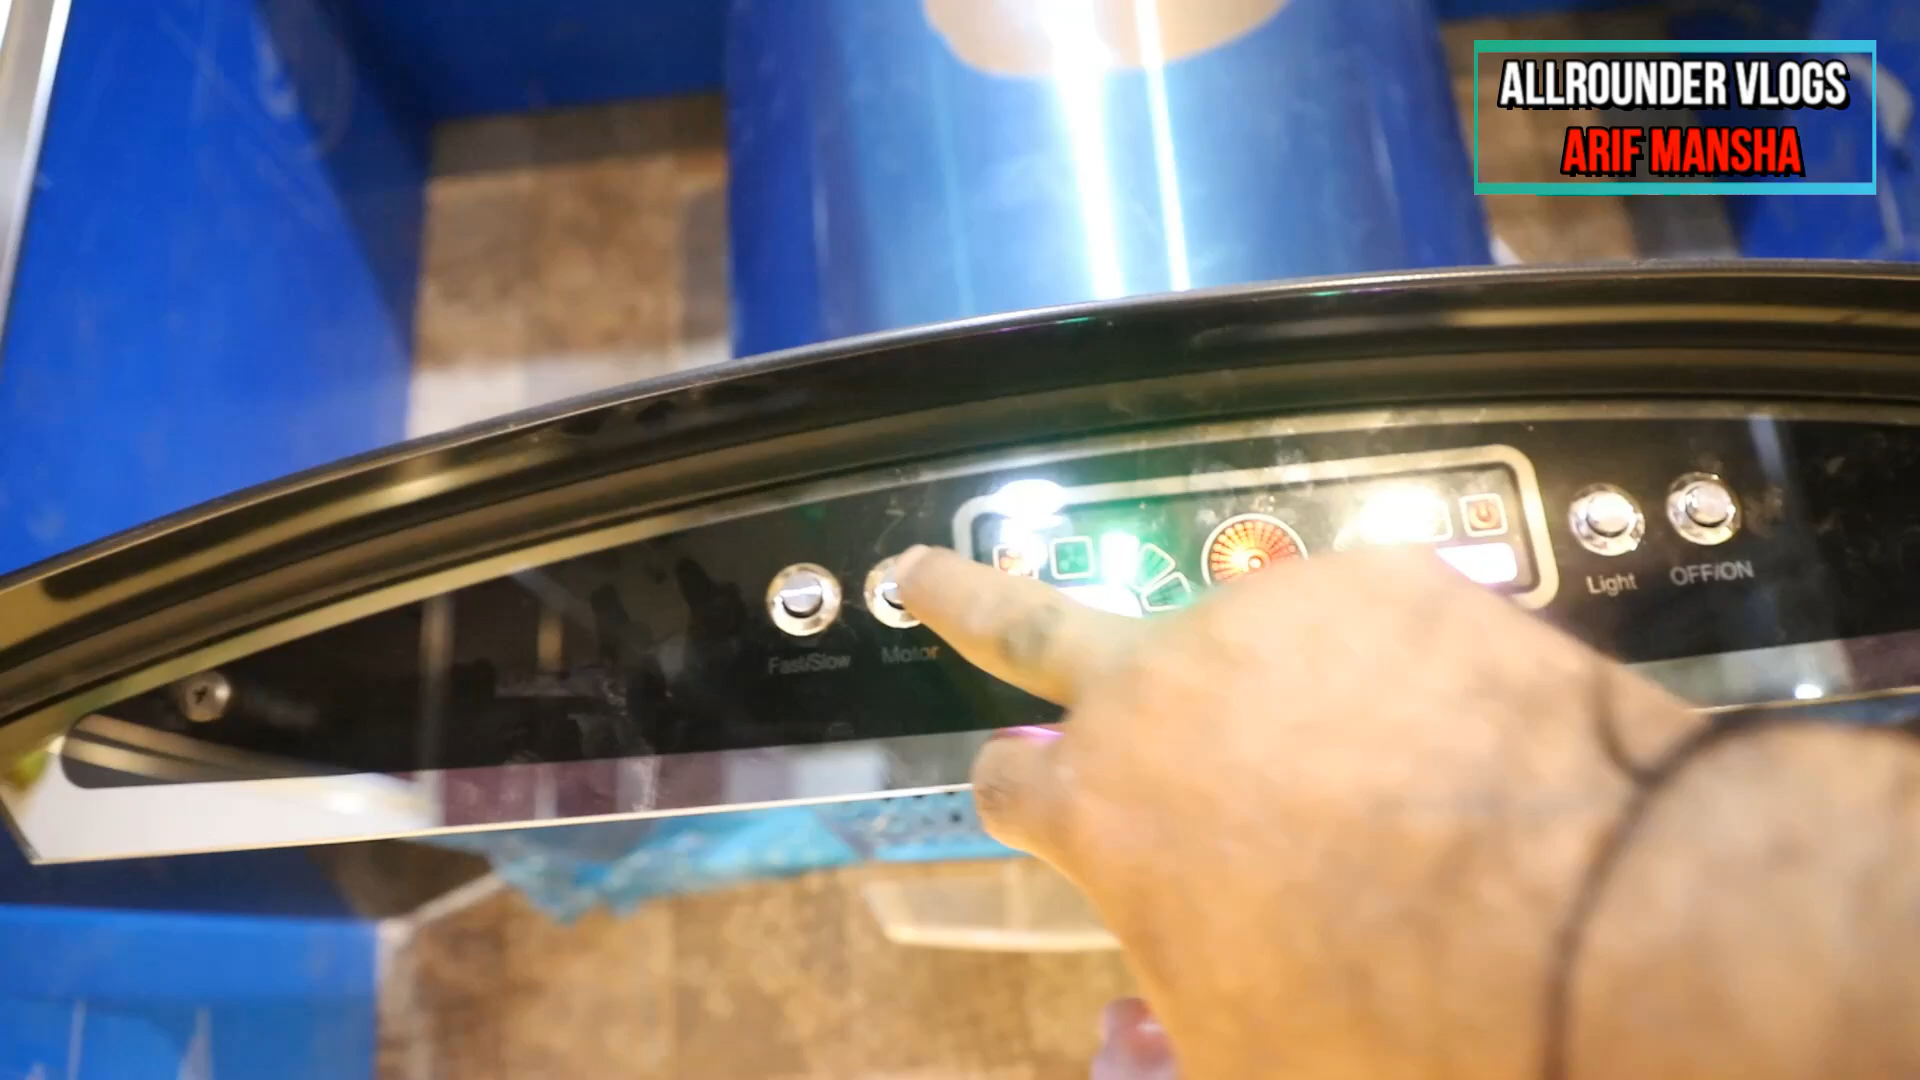 ALLROUNDER VLOGS
ARIF MANSHA
Fast/Slow
Motor
Light
OFF/ON